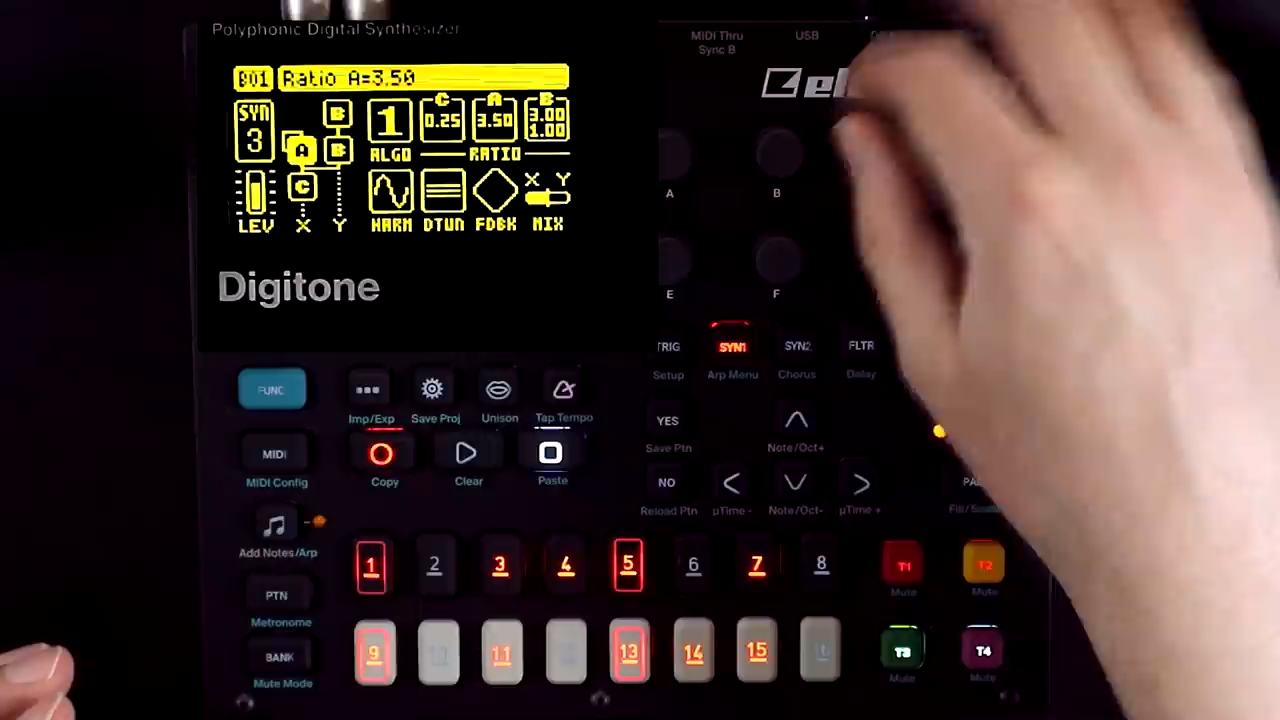 Polyphonic Digital Synthesizer
MIDI Thru
Sync B
USB
B01 Ratio A=3.50
SYN
3
B
A B
C
LEV X Y
1
ALGO
C
0.25
A
3.50
B
3.00
1.00
RATIO
HARM DTUN FDBK
X Y
MIX
A B
E F
Digitone
TRIG SYN1 SYN2 FLTR
Setup Arp Menu Chorus Delay
FUNC
Imp/Exp Save Proj Unison Tap Tempo
YES
Save Ptn Note/Oct+
MIDI
MIDI Config
Copy Clear Paste
NO
Reload Ptn µTime - Note/Oct- µTime +
Add Notes/Arp
1 2 3 4 5 6 7 8
T1 T2
Mute Mute
PTN
Metronome
BANK
Mute Mode
9 10 11 12 13 14 15 16
T3 T4
Mute Mute